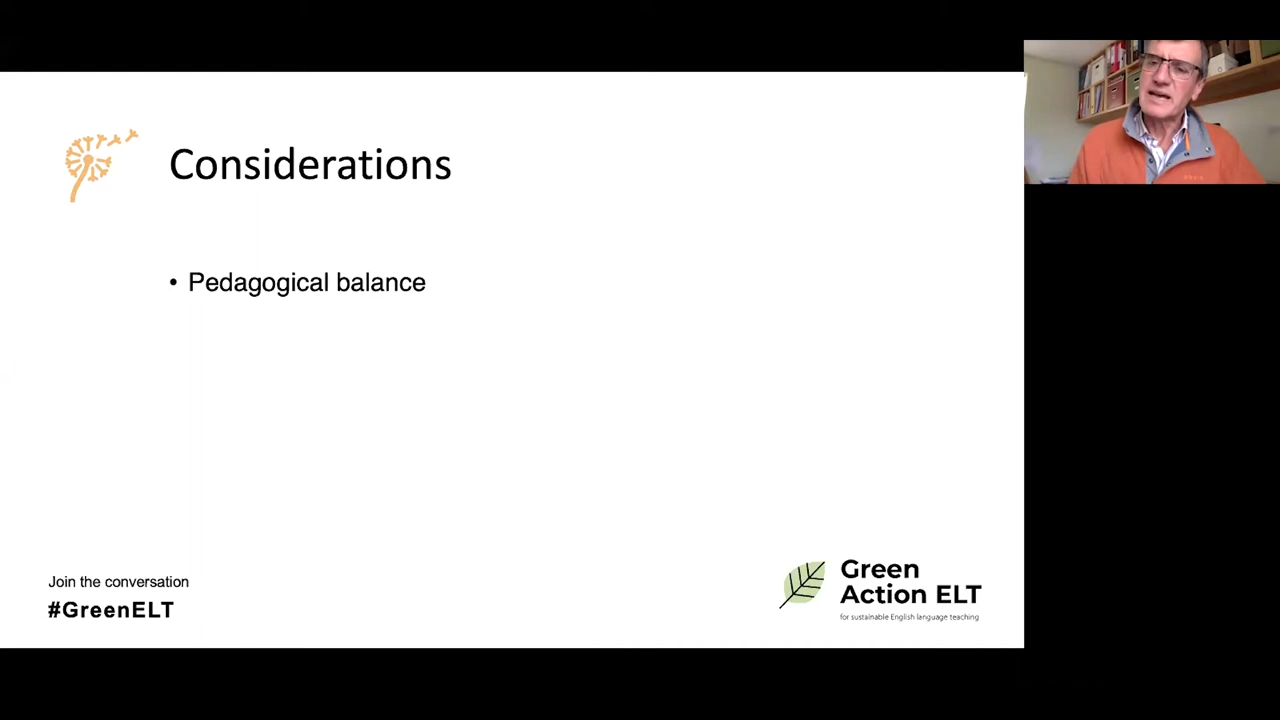 Considerations
• Pedagogical balance
Join the conversation
#GreenELT
Green
Action ELT
for sustainable English language teaching